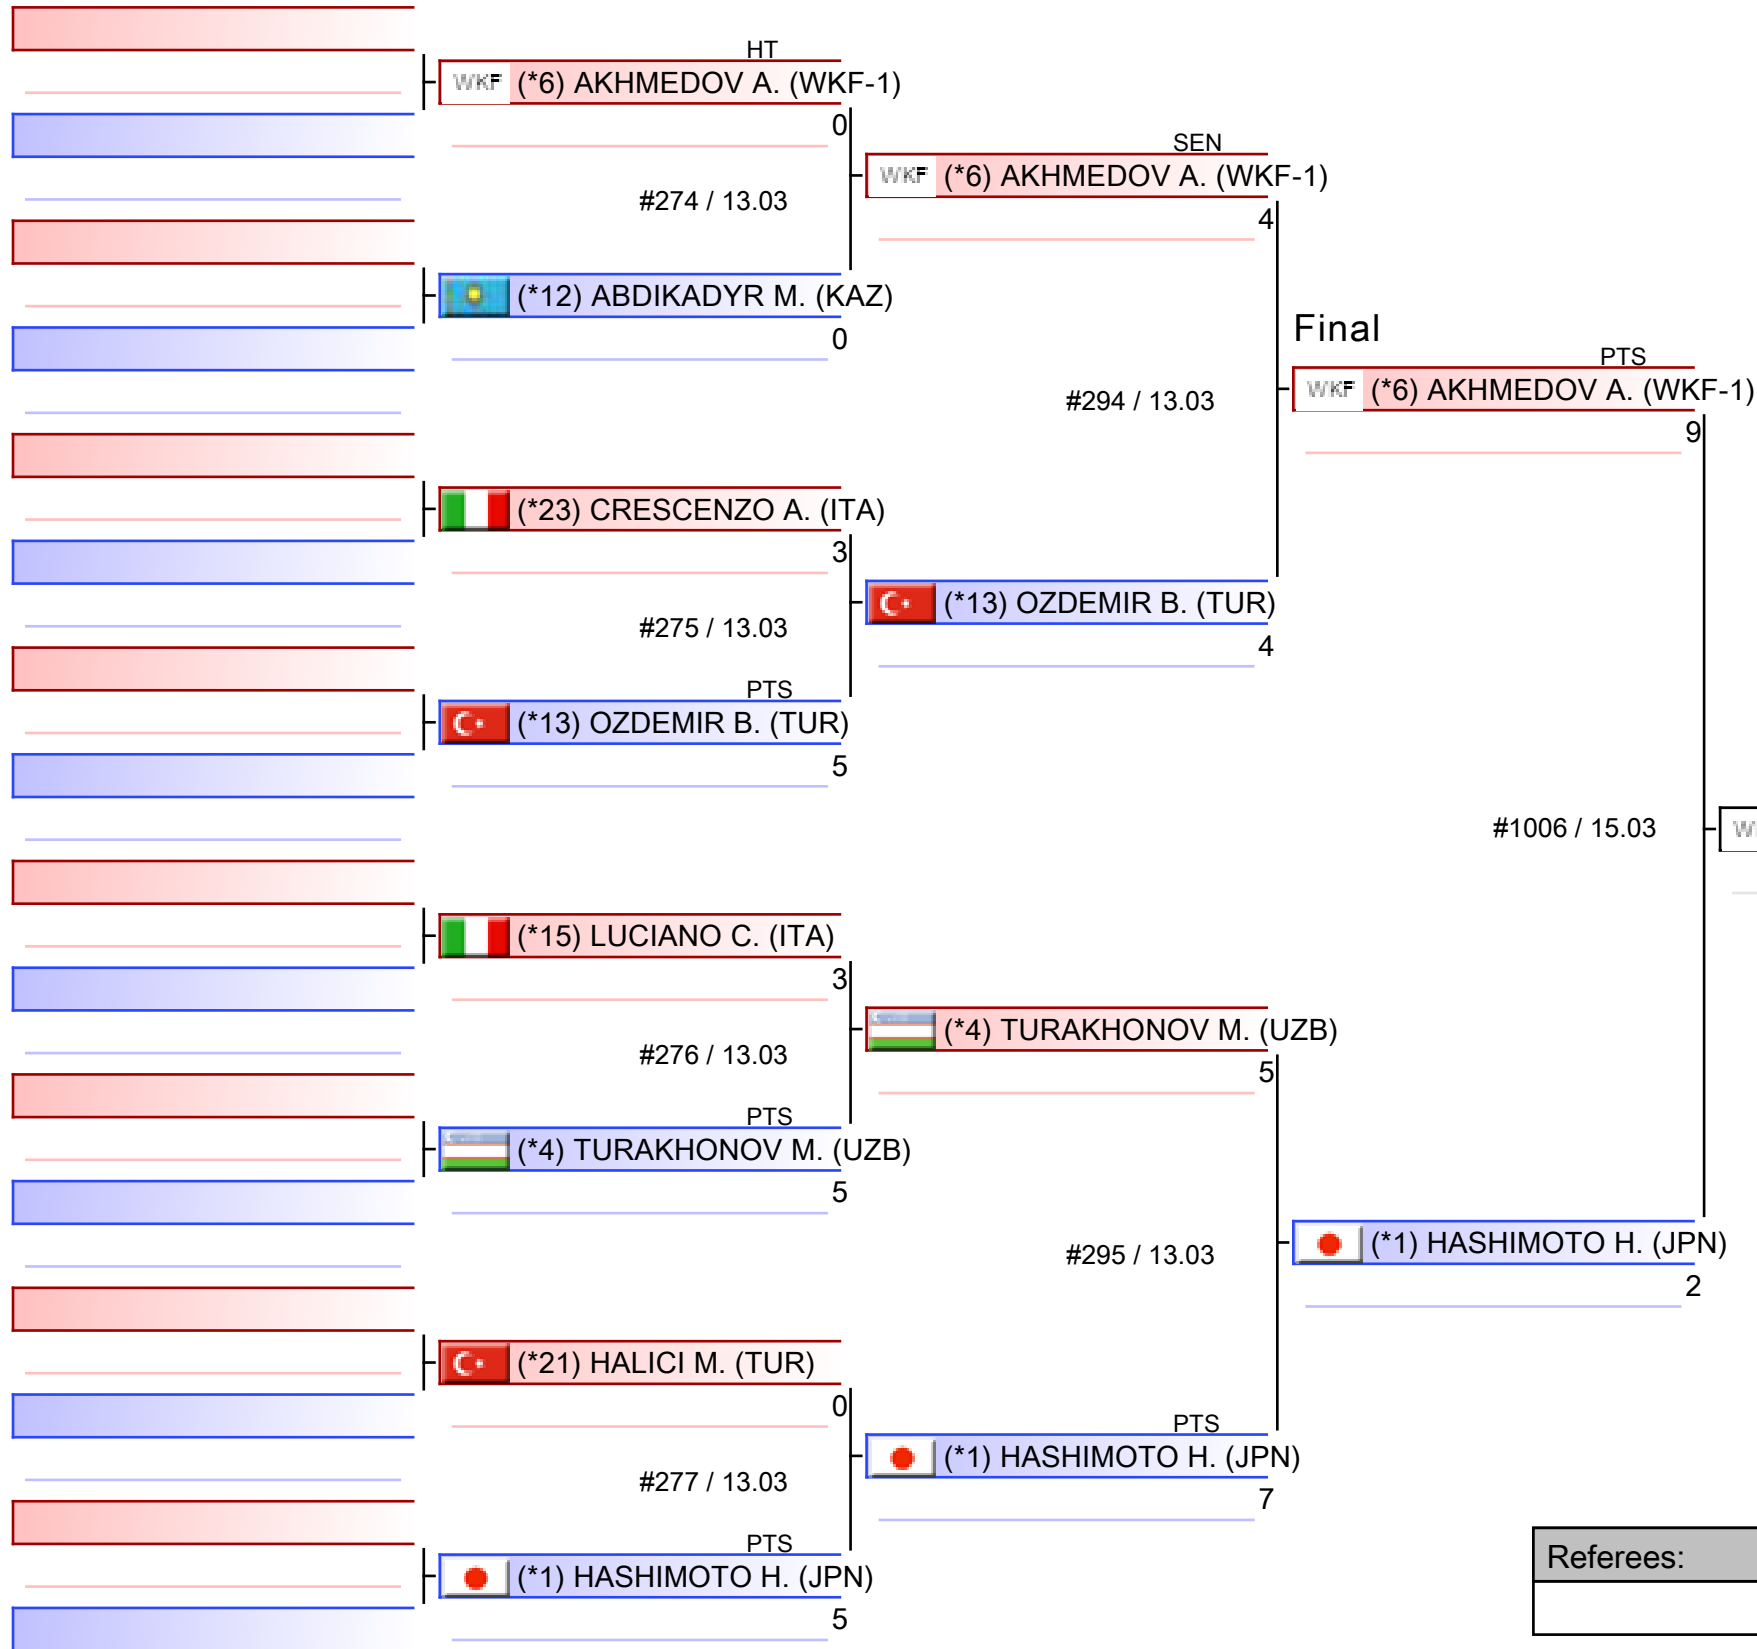 HT
WKF (*6) AKHMEDOV A. (WKF-1)
0
#274 / 13.03
(*12) ABDIKADYR M. (KAZ)
0
(*23) CRESCENZO A. (ITA)
3
#275 / 13.03
PTS
(*13) OZDEMIR B. (TUR)
5
(*15) LUCIANO C. (ITA)
3
#276 / 13.03
PTS
(*4) TURAKHONOV M. (UZB)
5
(*21) HALICI M. (TUR)
0
#277 / 13.03
PTS
(*1) HASHIMOTO H. (JPN)
5
SEN
WKF (*6) AKHMEDOV A. (WKF-1)
4
#294 / 13.03
(*13) OZDEMIR B. (TUR)
4
(*4) TURAKHONOV M. (UZB)
5
#295 / 13.03
PTS
(*1) HASHIMOTO H. (JPN)
7
Final
PTS
WKF (*6) AKHMEDOV A. (WKF-1)
9
#1006 / 15.03
(*1) HASHIMOTO H. (JPN)
2
Referees: